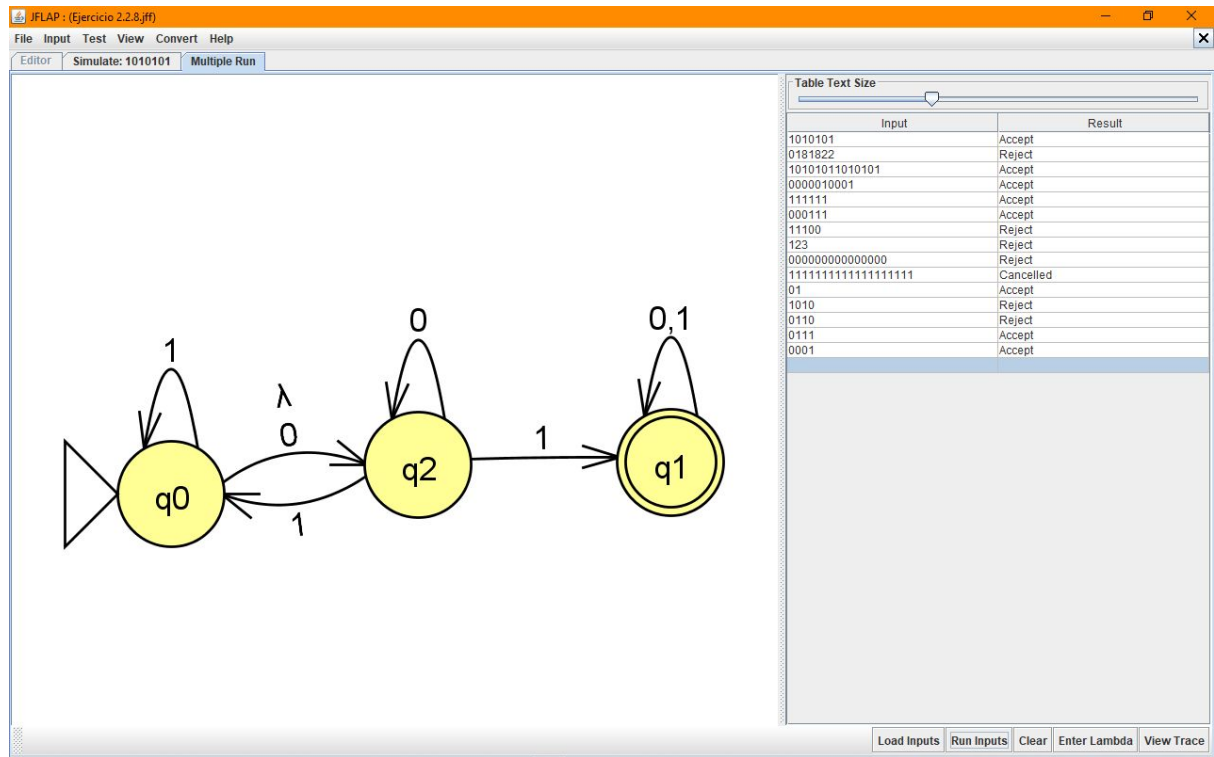 JFLAP : (Ejercicio 2.2.8.jff)
File Input Test View Convert Help
Editor Simulate: 1010101 Multiple Run
Table Text Size
Input Result
1010101 Accept
0181822 Reject
10101011010101 Accept
0000010001 Accept
111111 Accept
000111 Accept
11100 Reject
123 Reject
000000000000000 Reject
1111111111111111111 Cancelled
01 Accept
1010 Reject
0110 Reject
0111 Accept
0001 Accept
1
λ
0
0
0,1
q0
q2
1
q1
1
Load Inputs Run Inputs Clear Enter Lambda View Trace